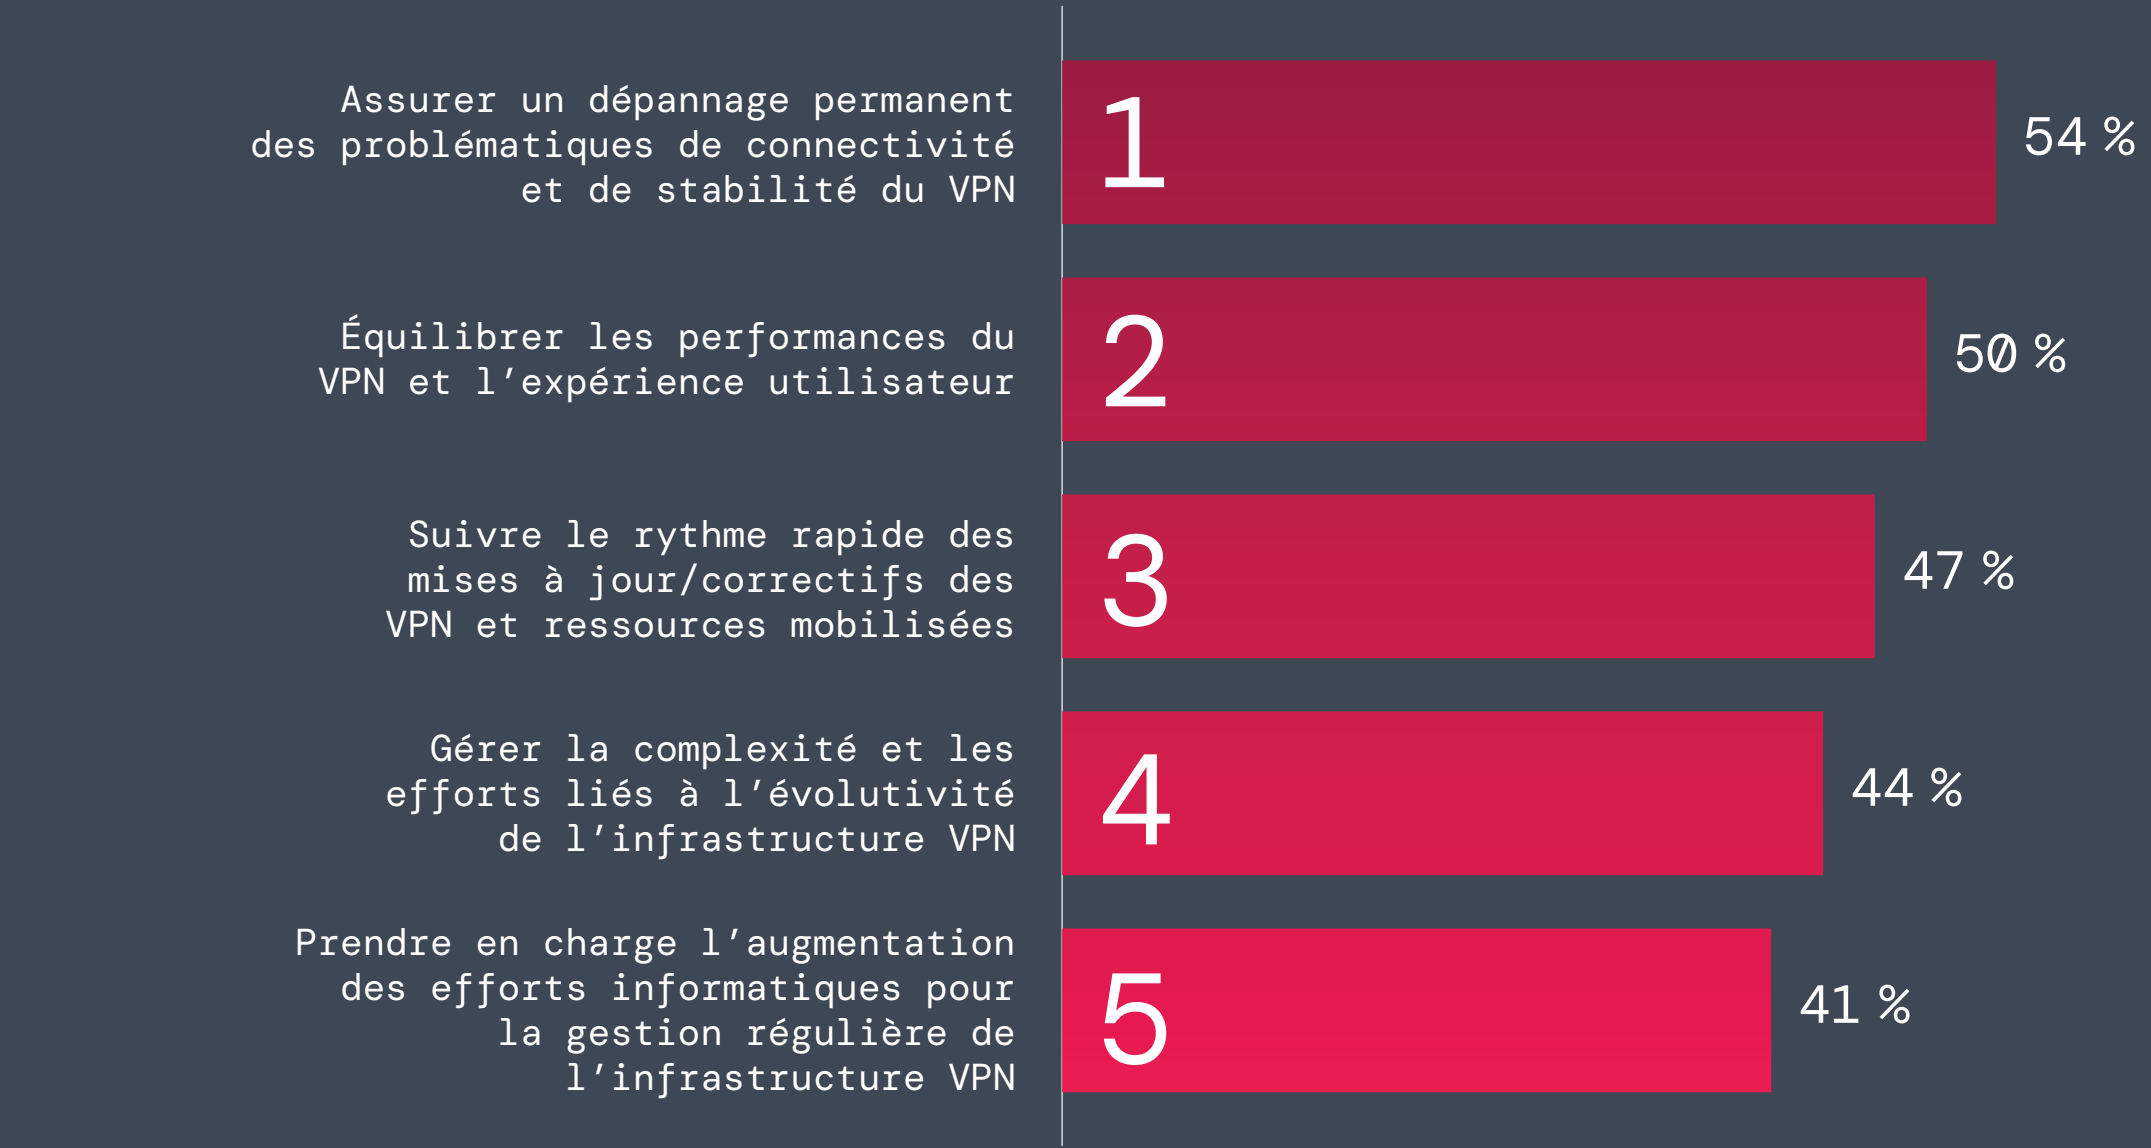 Assurer un dépannage permanent
des problématiques de connectivité
et de stabilité du VPN
1
54 %
Équilibrer les performances du
VPN et l’expérience utilisateur
2
50 %
Suivre le rythme rapide des
mises à jour/correctifs des
VPN et ressources mobilisées
3
47 %
Gérer la complexité et les
efforts liés à l’évolutivité
de l’infrastructure VPN
4
44 %
Prendre en charge l’augmentation
des efforts informatiques pour
la gestion régulière de
l’infrastructure VPN
5
41 %